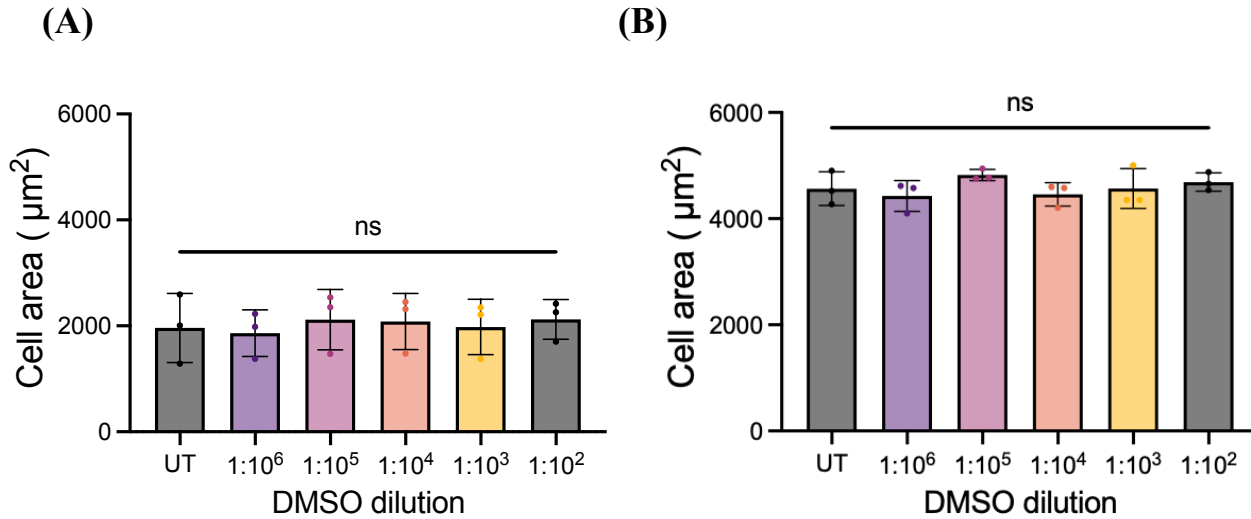 (A)
6000
4000
2000
0
Cell area ( µm²)
ns
UT 1:10⁶ 1:10⁵ 1:10⁴ 1:10³ 1:10²
DMSO dilution
(B)
6000
4000
2000
0
Cell area ( µm²)
ns
UT 1:10⁶ 1:10⁵ 1:10⁴ 1:10³ 1:10²
DMSO dilution